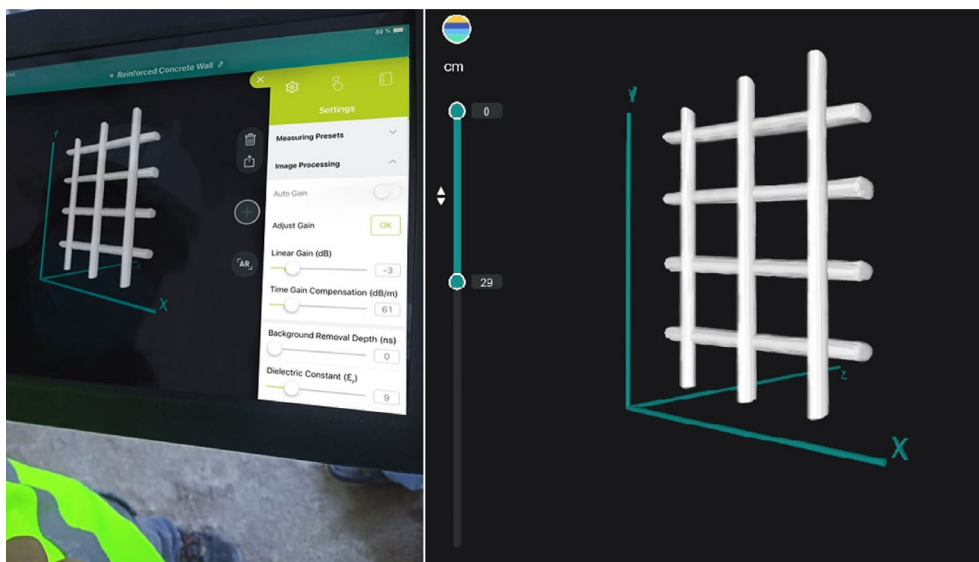 89 %
Reinforced Concrete Wall
Settings
Measuring Presets
Image Processing
Auto Gain
Adjust Gain
OK
Linear Gain (dB)
-3
Time Gain Compensation (dB/m)
61
Background Removal Depth (ns)
0
Dielectric Constant (Ɛr)
9
AR
Y
X
cm
0
29
Y
Z
X